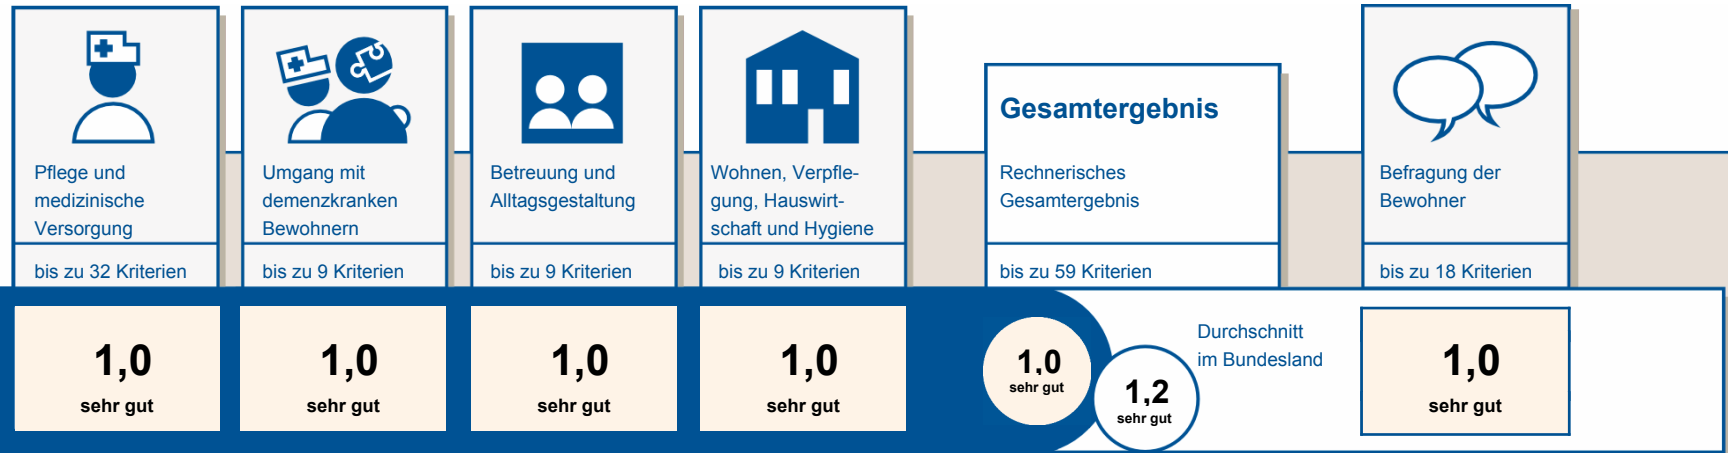 Pflege und
medizinische
Versorgung
bis zu 32 Kriterien
1,0
sehr gut
Umgang mit
demenzkranken
Bewohnern
bis zu 9 Kriterien
1,0
sehr gut
Betreuung und
Alltagsgestaltung
bis zu 9 Kriterien
1,0
sehr gut
Wohnen, Verpfle-
gung, Hauswirt-
schaft und Hygiene
bis zu 9 Kriterien
1,0
sehr gut
Gesamtergebnis
Rechnerisches
Gesamtergebnis
bis zu 59 Kriterien
1,0
sehr gut
1,2
sehr gut
Durchschnitt
im Bundesland
Befragung der
Bewohner
bis zu 18 Kriterien
1,0
sehr gut